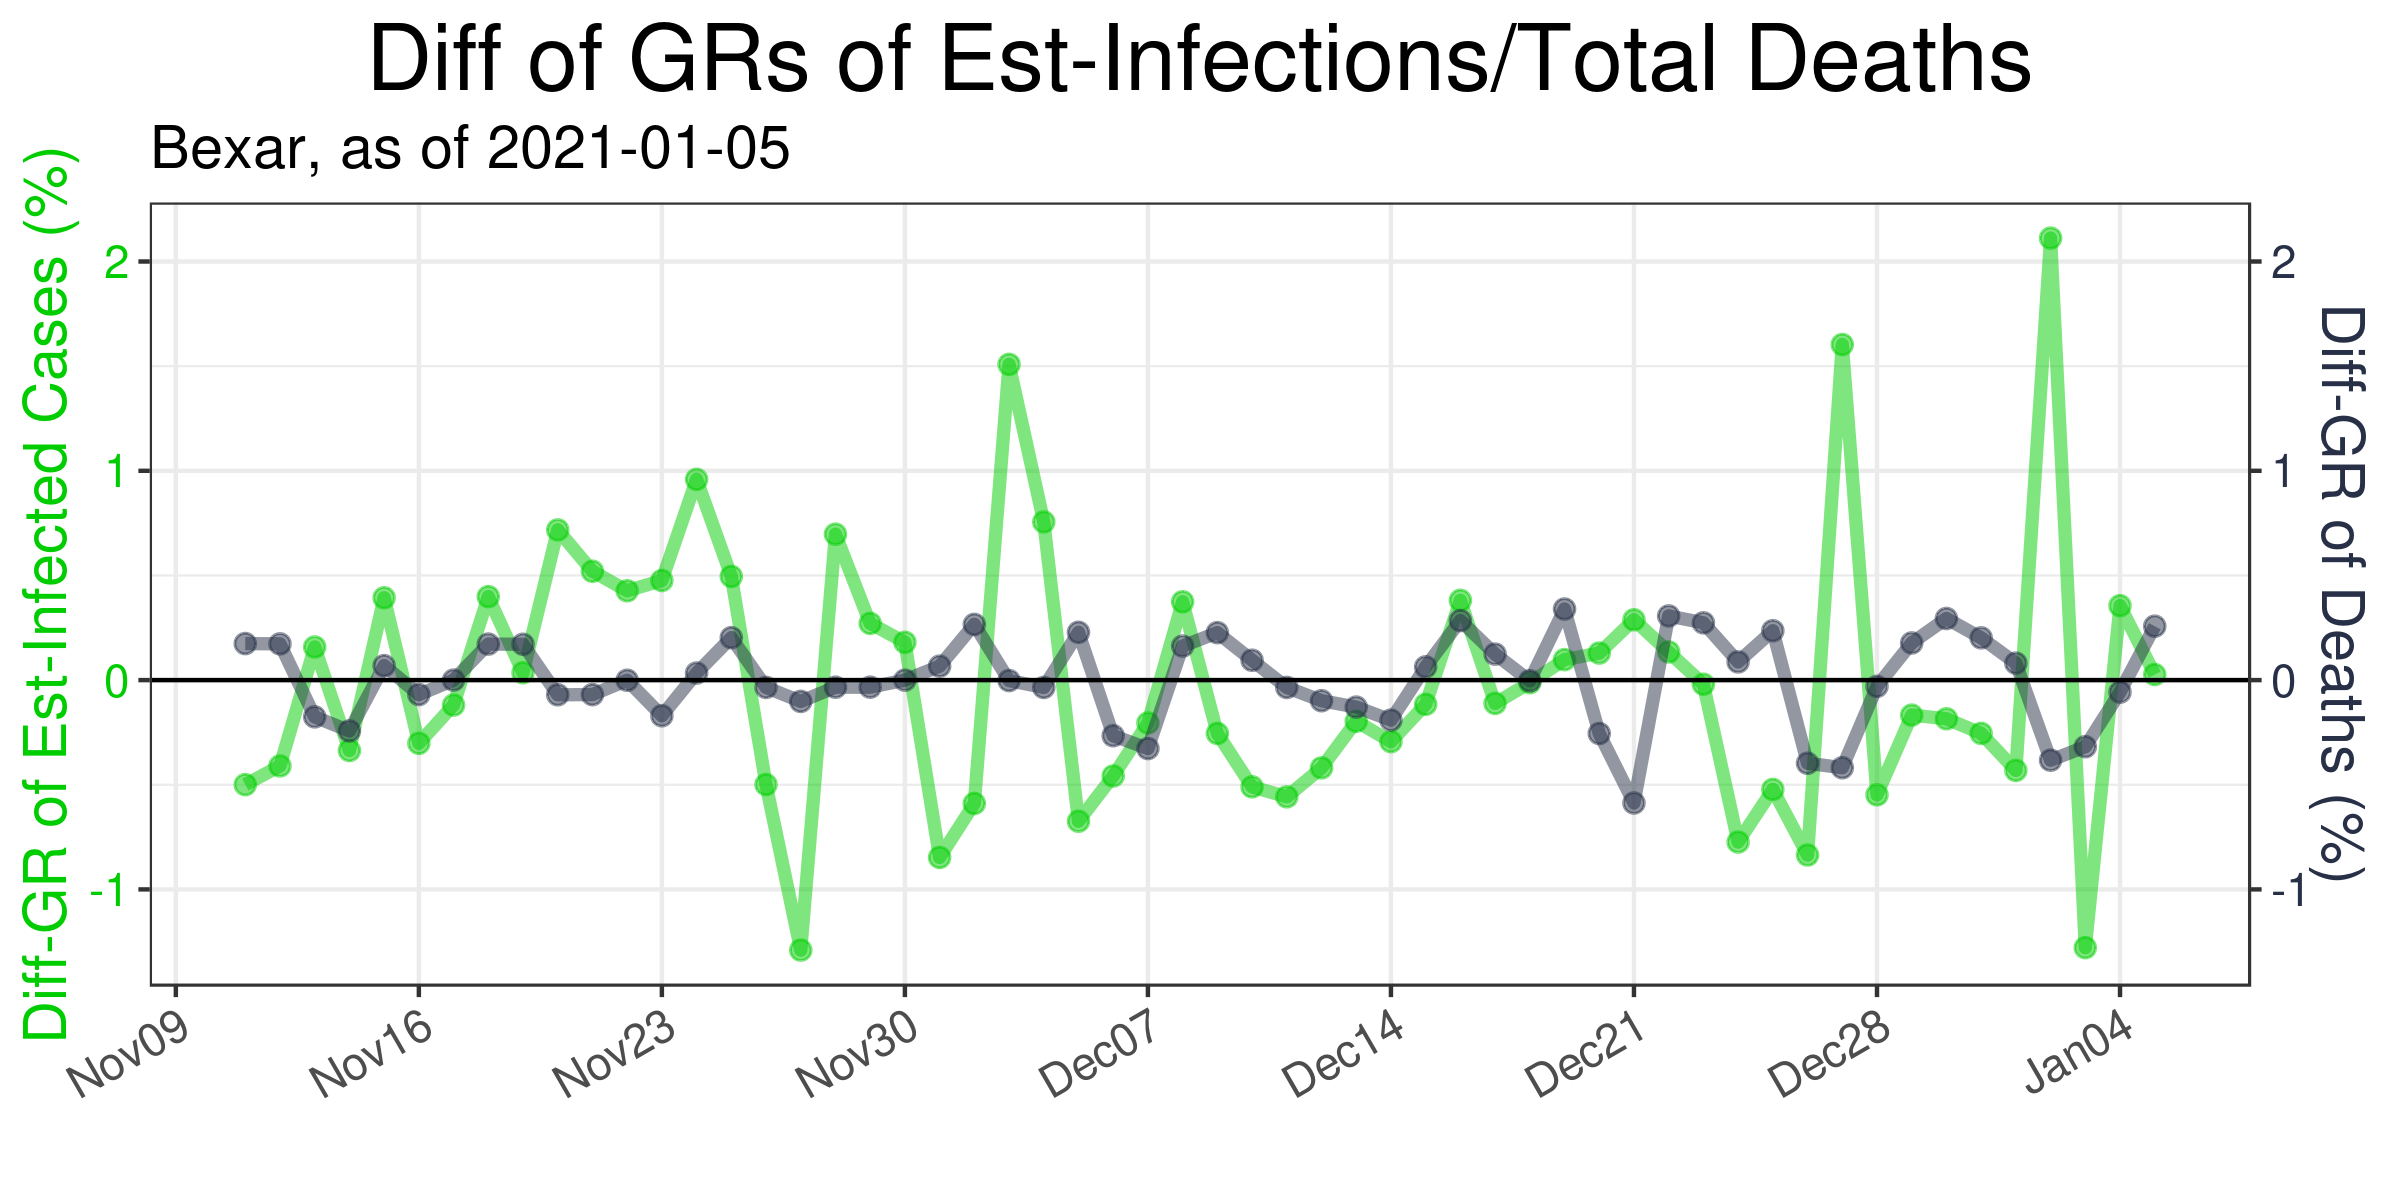 Diff of GRs of Est-Infections/Total Deaths
Bexar, as of 2021-01-05
Diff-GR of Est-Infected Cases (%)
2
1
0
-1
2
1
0
-1
Diff-GR of Deaths (%)
Nov09
Nov16
Nov23
Nov30
Dec07
Dec14
Dec21
Dec28
Jan04